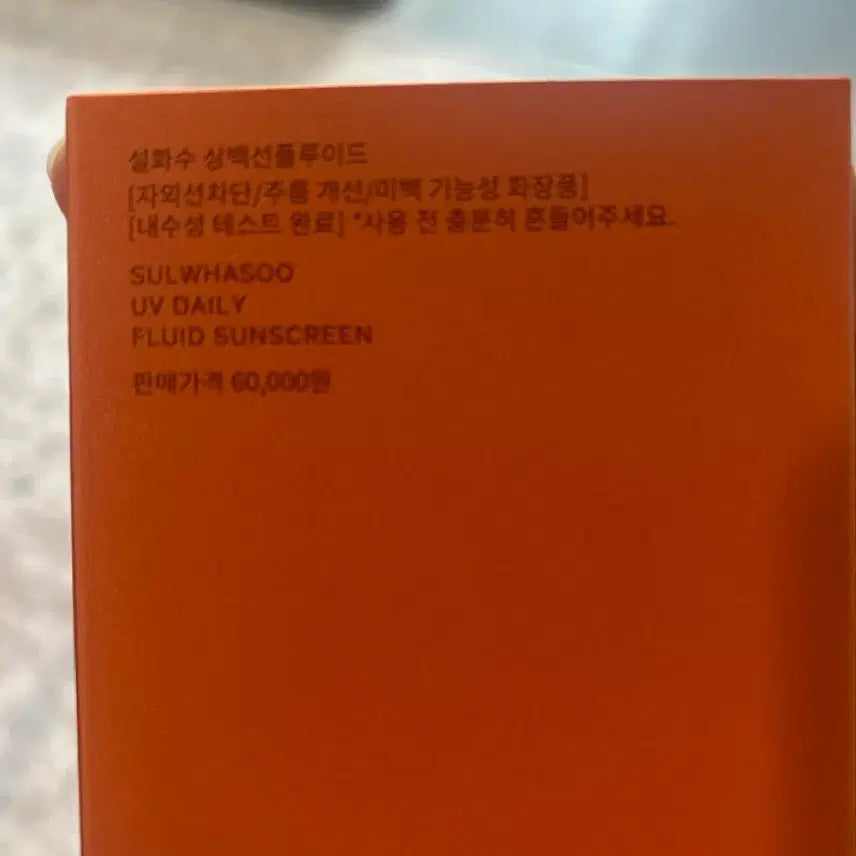 설화수 상백선플루이드
[자외선차단/주름 개선/미백 기능성 화장품]
[내수성 테스트 완료] *사용 전 충분히 흔들어주세요.
SULWHASOO
UV DAILY
FLUID SUNSCREEN
판매가격 60,000원